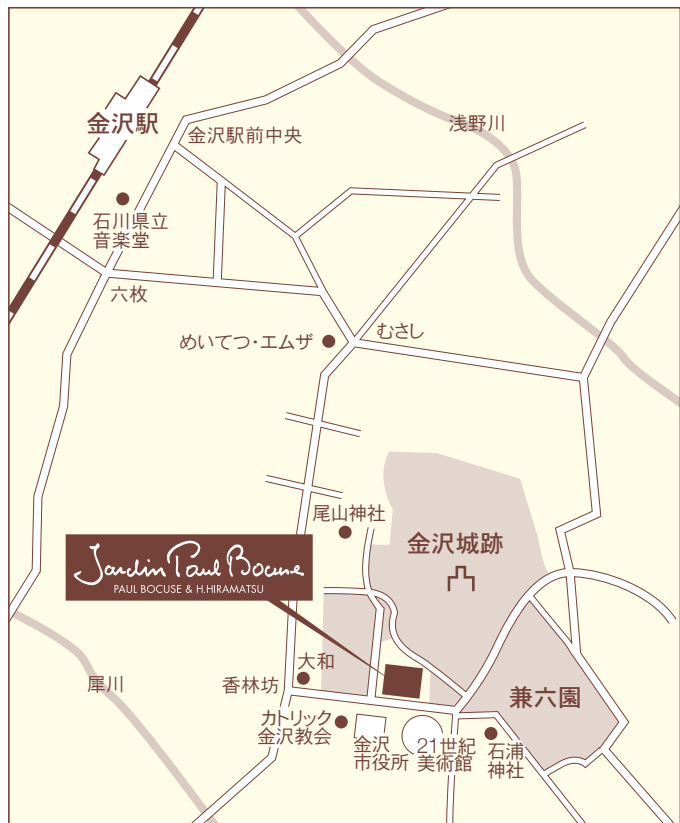 金沢駅
金沢駅前中央
浅野川
石川県立
音楽堂
六枚
めいてつ・エムザ
むさし
尾山神社
金沢城跡
Jardin Paul Bocuse
PAUL BOCUSE & H.HIRAMATSU
大和
香林坊
犀川
兼六園
カトリック
金沢教会
金沢
市役所
21世紀
美術館
石浦
神社